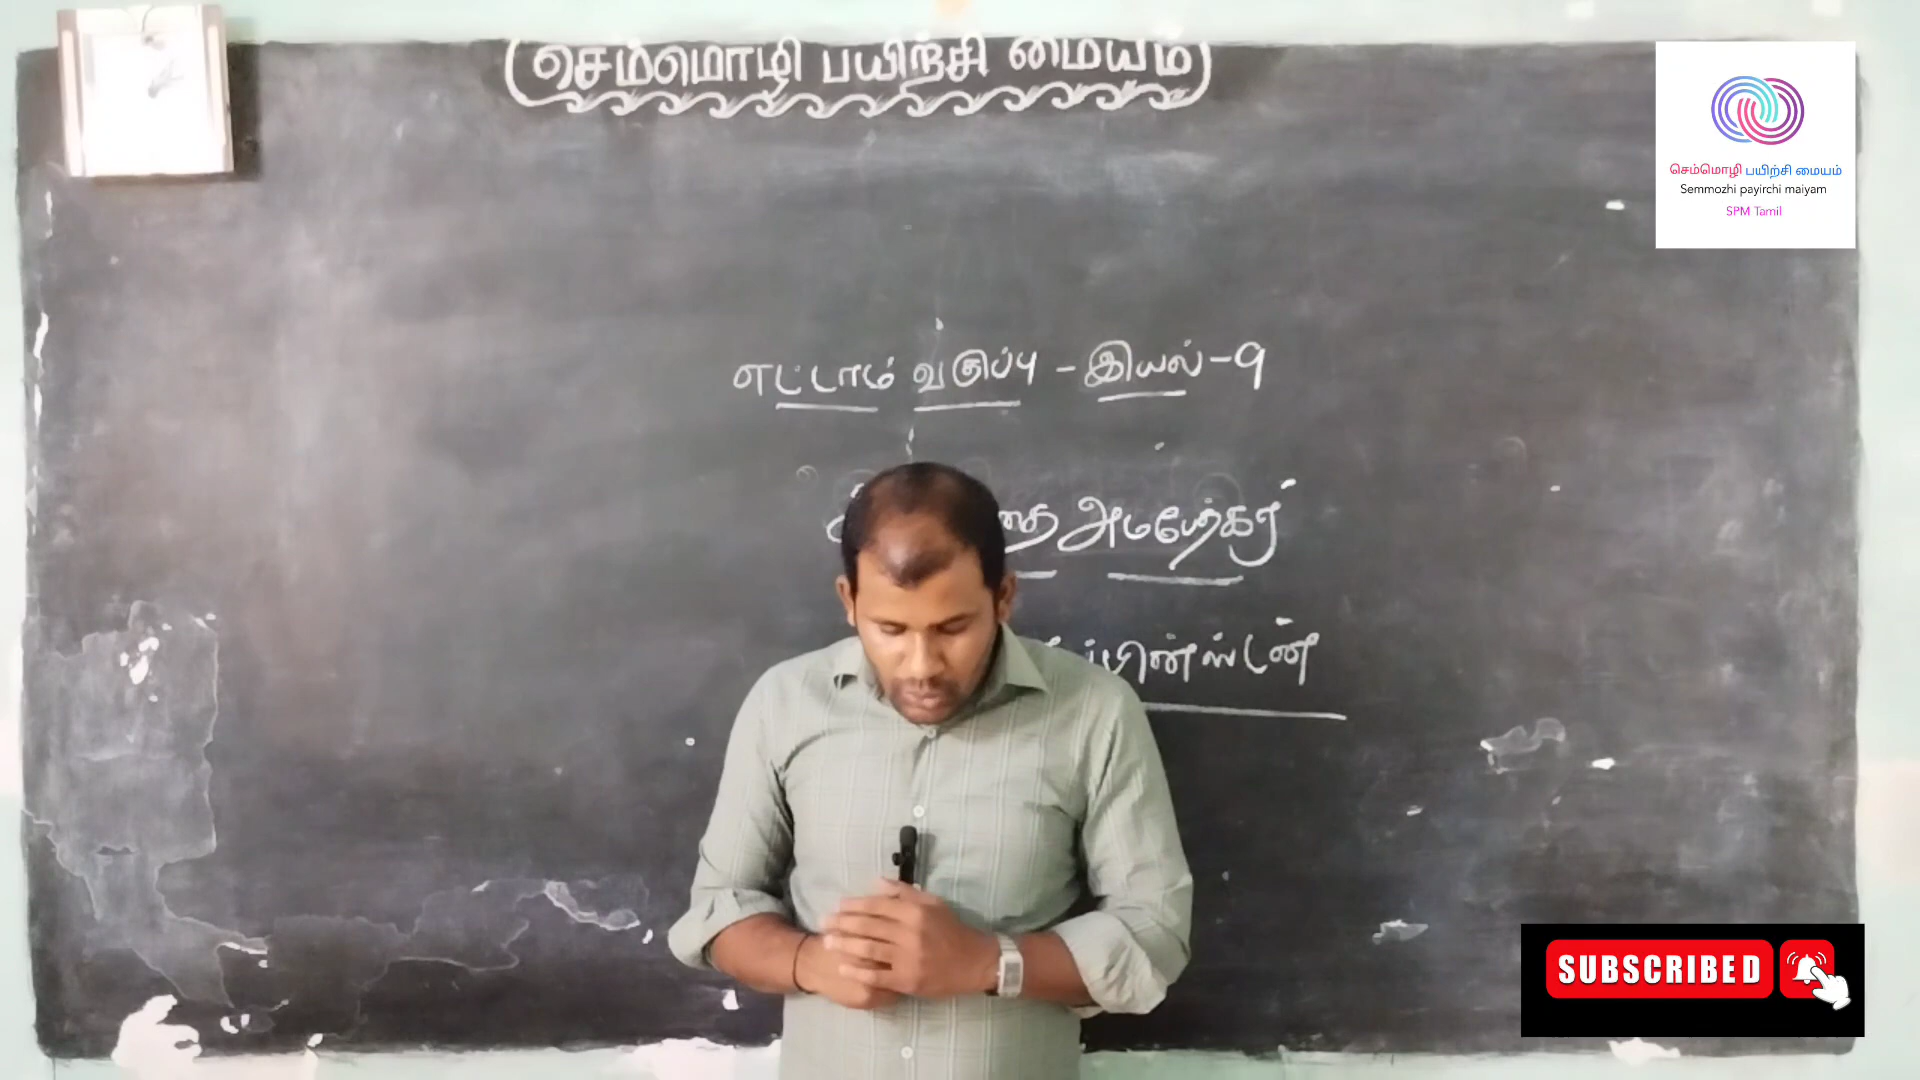 செம்மொழி பயிற்சி மையம்
செம்மொழி பயிற்சி மையம்
Semmozhi payirchi maiyam
SPM Tamil
எட்டாம் வகுப்பு - இயல் - 9
அம்பேத்கர்
SUBSCRIBED